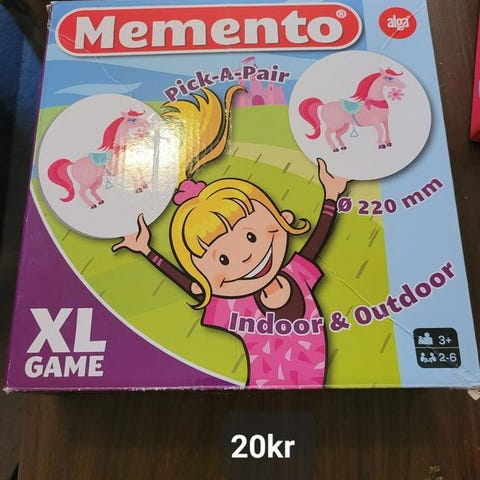 Memento®
alga
Pick-A-Pair
Ø 220 mm
Indoor & Outdoor
XL
GAME
3+
2-6
20kr